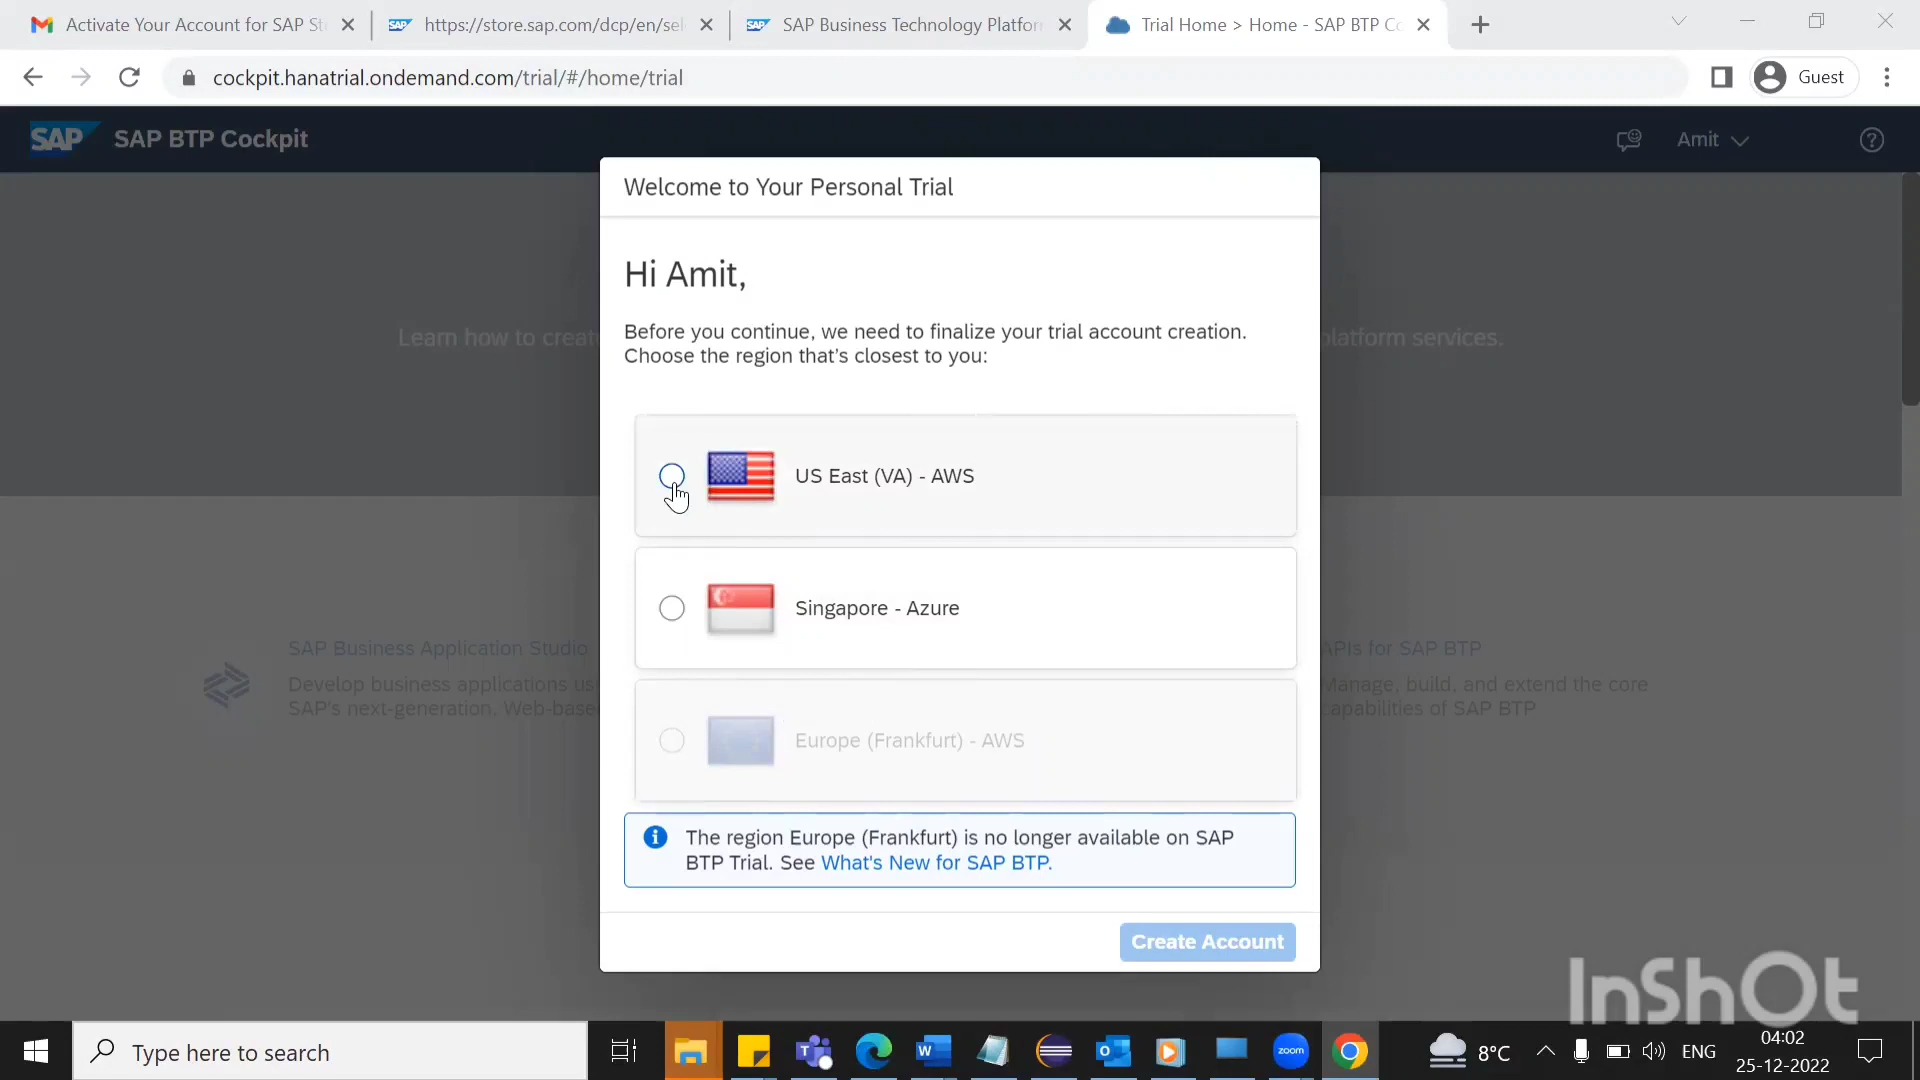 Activate Your Account for SAP St
https://store.sap.com/dcp/en/sel
SAP Business Technology Platfor
Trial Home > Home - SAP BTP Co
cockpit.hanatrial.ondemand.com/trial/#/home/trial
Guest
SAP
SAP BTP Cockpit
Amit
Welcome to Your Personal Trial
Hi Amit,
Before you continue, we need to finalize your trial account creation.
Choose the region that's closest to you:
Learn how to creat
platform services.
US East (VA) - AWS
Singapore - Azure
Europe (Frankfurt) - AWS
SAP Business Application Studio
Develop business applications us
SAP's next-generation, Web-base
APIs for SAP BTP
Manage, build, and extend the core
capabilities of SAP BTP
The region Europe (Frankfurt) is no longer available on SAP
BTP Trial. See What's New for SAP BTP.
Create Account
InShOt
Type here to search
zoom
8°C
ENG
04:02
25-12-2022